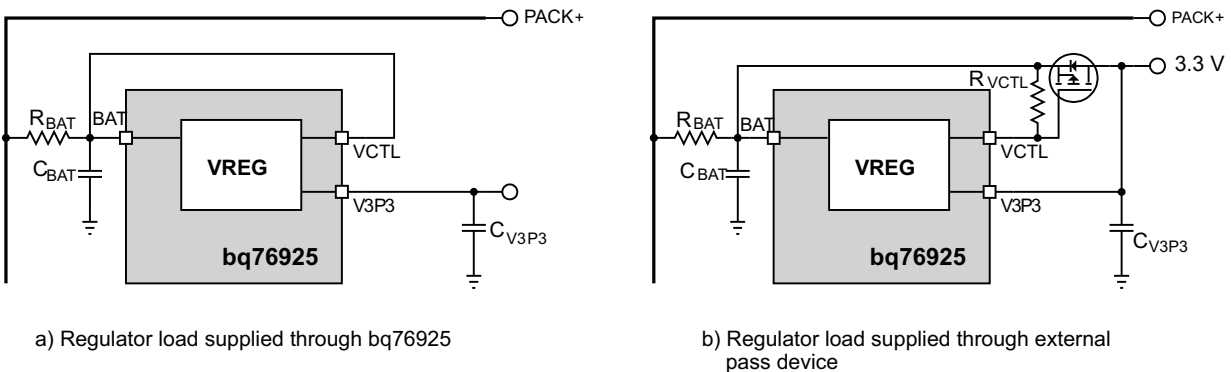 PACK+
RBAT
BAT
CBAT
VREG
VCTL
V3P3
CV3P3
bq76925
a) Regulator load supplied through bq76925
PACK+
3.3 V
RVCTL
RBAT
BAT
CBAT
VREG
VCTL
V3P3
CV3P3
bq76925
b) Regulator load supplied through external
pass device